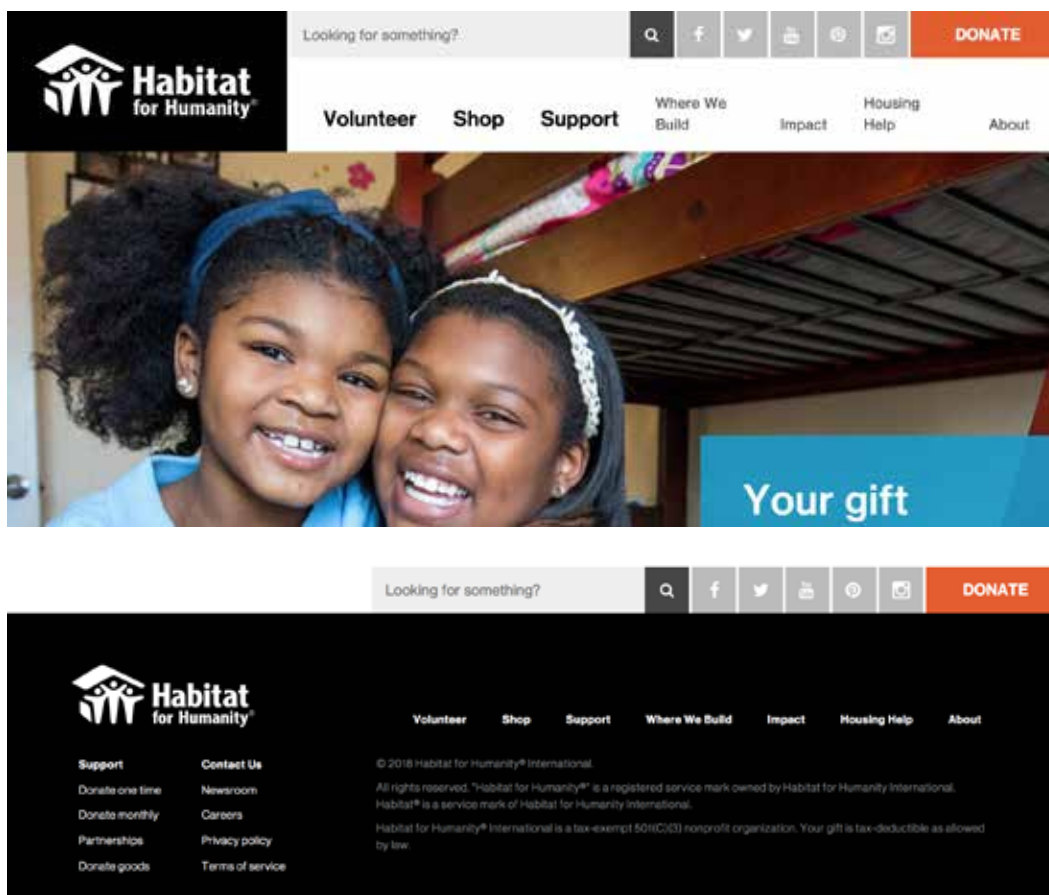 Looking for something?
DONATE
Habitat
for Humanity®
Volunteer Shop Support Where We Build Impact Housing Help About
Your gift
Looking for something?
DONATE
Habitat
for Humanity®
Volunteer Shop Support Where We Build Impact Housing Help About
Support Contact Us
Donate one time Newsroom
Donate monthly Careers
Partnerships Privacy policy
Donate goods Terms of service
© 2018 Habitat for Humanity® International.
All rights reserved. "Habitat for Humanity®" is a registered service mark owned by Habitat for Humanity International.
Habitat® is a service mark of Habitat for Humanity International.
Habitat for Humanity® International is a tax-exempt 501(C)(3) nonprofit organization. Your gift is tax-deductible as allowed
by law.